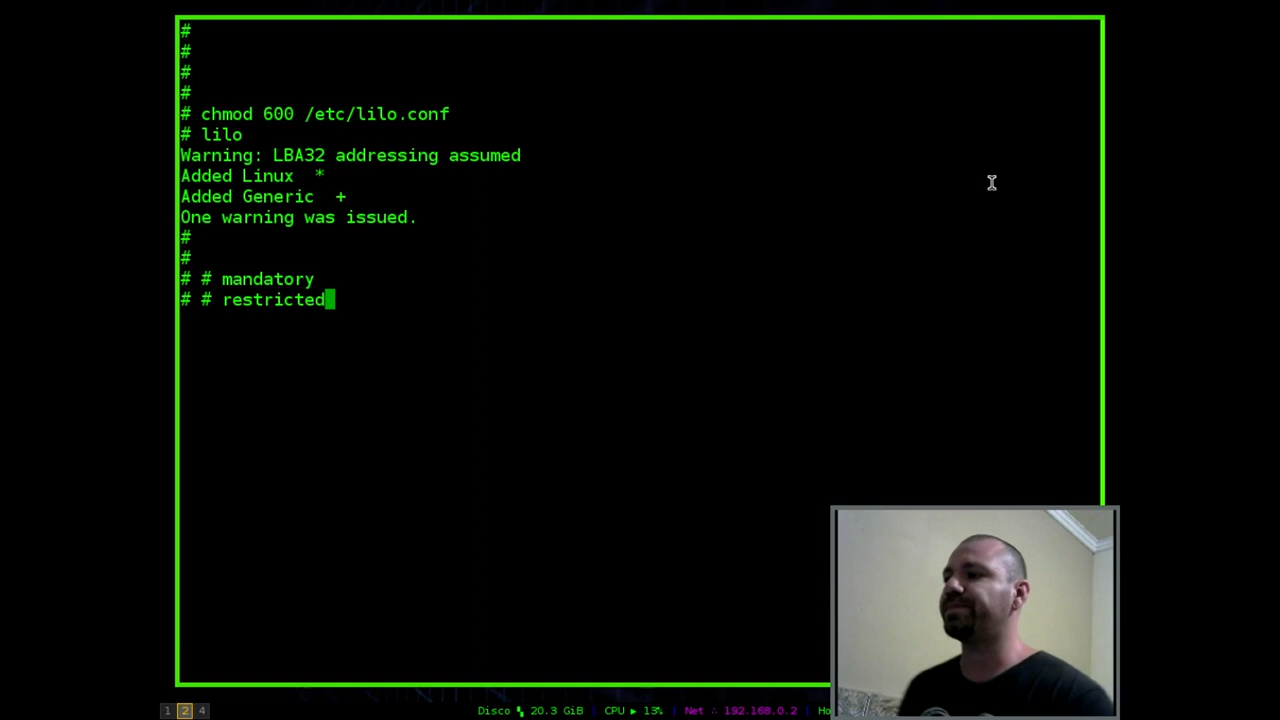 #
#
#
#
# chmod 600 /etc/lilo.conf
# lilo
Warning: LBA32 addressing assumed
Added Linux  *
Added Generic  +
One warning was issued.
#
#
# # mandatory
# # restricted
1 2 4
Disco 20.3 GiB | CPU ▶ 13% | Net ∴ 192.168.0.2 | Ho